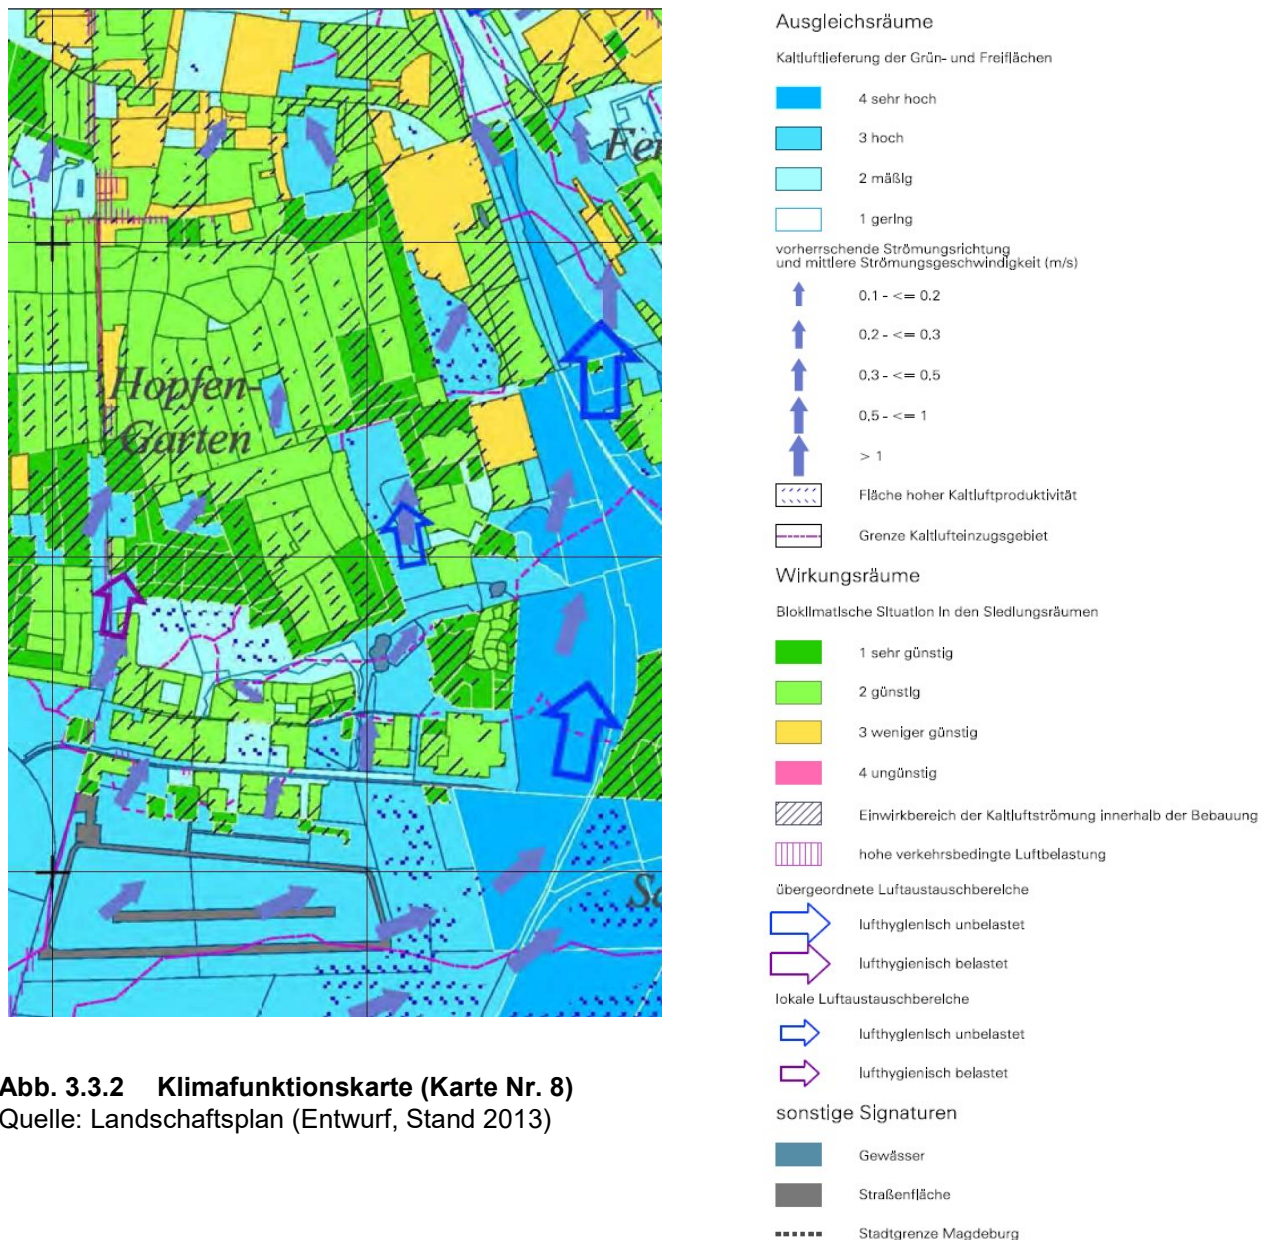 Fer
Hopfen-
Garten
Abb. 3.3.2 Klimafunktionskarte (Karte Nr. 8)
Quelle: Landschaftsplan (Entwurf, Stand 2013)
Ausgleichsräume
Kaltluftlieferung der Grün- und Freiflächen
4 sehr hoch
3 hoch
2 mäßig
1 gering
vorherrschende Strömungsrichtung
und mittlere Strömungsgeschwindigkeit (m/s)
0.1 - <= 0.2
0,2 - <= 0,3
0,3 - <= 0,5
0,5 - <= 1
> 1
Fläche hoher Kaltluftproduktivität
Grenze Kaltlufteinzugsgebiet
Wirkungsräume
Bioklimatische Situation in den Siedlungsräumen
1 sehr günstig
2 günstig
3 weniger günstig
4 ungünstig
Einwirkbereich der Kaltluftströmung innerhalb der Bebauung
hohe verkehrsbedingte Luftbelastung
übergeordnete Luftaustauschbereiche
lufthygienisch unbelastet
lufthygienisch belastet
lokale Luftaustauschbereiche
lufthygienisch unbelastet
lufthygienisch belastet
sonstige Signaturen
Gewässer
Straßenfläche
Stadtgrenze Magdeburg